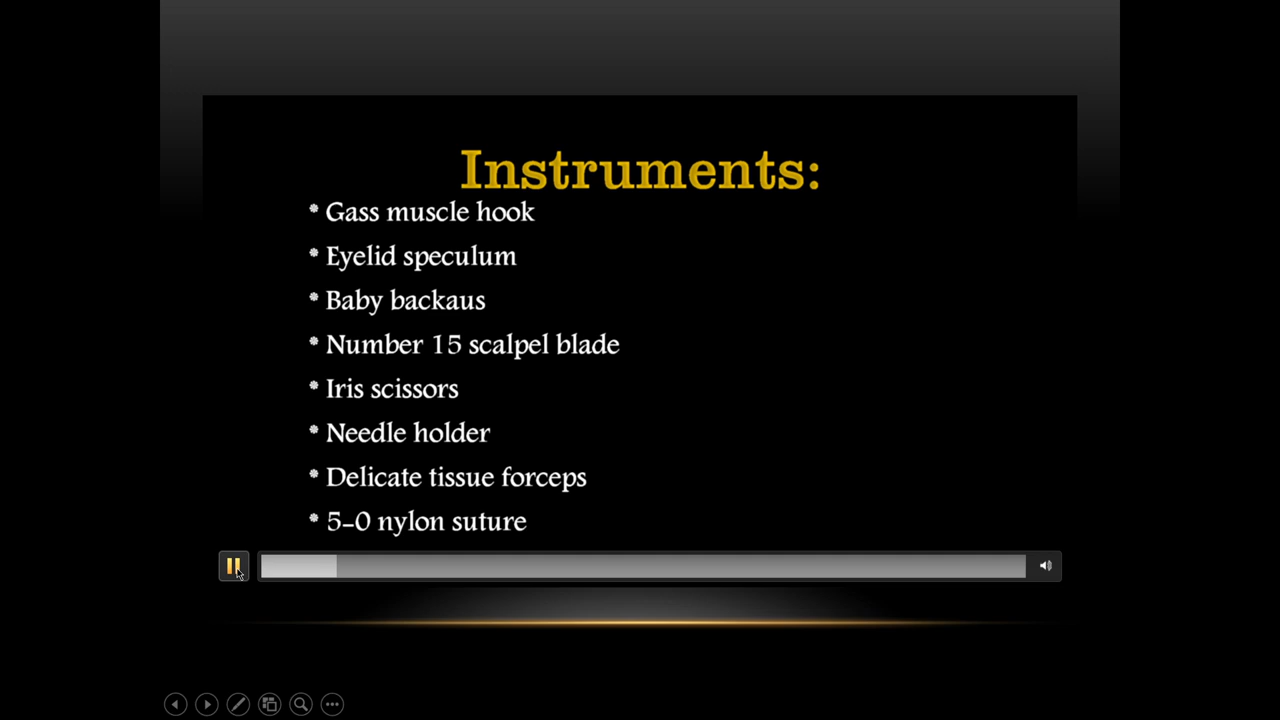 Instruments:
* Gass muscle hook
* Eyelid speculum
* Baby backaus
* Number 15 scalpel blade
* Iris scissors
* Needle holder
* Delicate tissue forceps
* 5-0 nylon suture